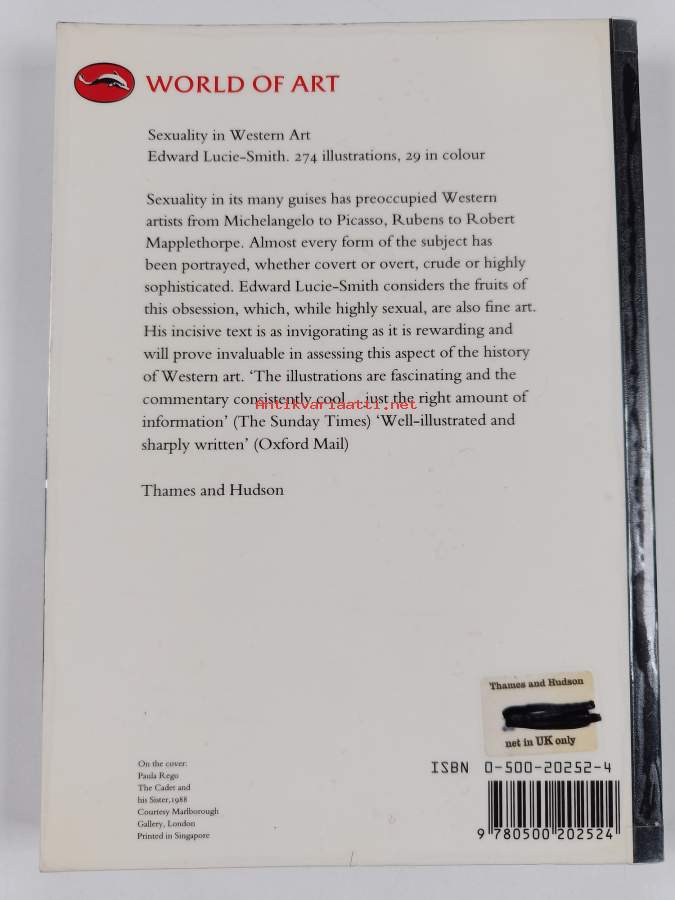 WORLD OF ART
Sexuality in Western Art
Edward Lucie-Smith. 274 illustrations, 29 in colour
Sexuality in its many guises has preoccupied Western
artists from Michelangelo to Picasso, Rubens to Robert
Mapplethorpe. Almost every form of the subject has
been portrayed, whether covert or overt, crude or highly
sophisticated. Edward Lucie-Smith considers the fruits of
this obsession, which, while highly sexual, are also fine art.
His incisive text is as invigorating as it is rewarding and
will prove invaluable in assessing this aspect of the history
of Western art. ‘The illustrations are fascinating and the
commentary consistently cool... just the right amount of
Antikvariaatti.net
information’ (The Sunday Times) ‘Well-illustrated and
sharply written’ (Oxford Mail)
Thames and Hudson
Thames and Hudson
net in UK only
ISBN 0-500-20252-4
9 780500 202524
On the cover:
Paula Rego
The Cadet and
his Sister,1988
Courtesy Marlborough
Gallery, London
Printed in Singapore